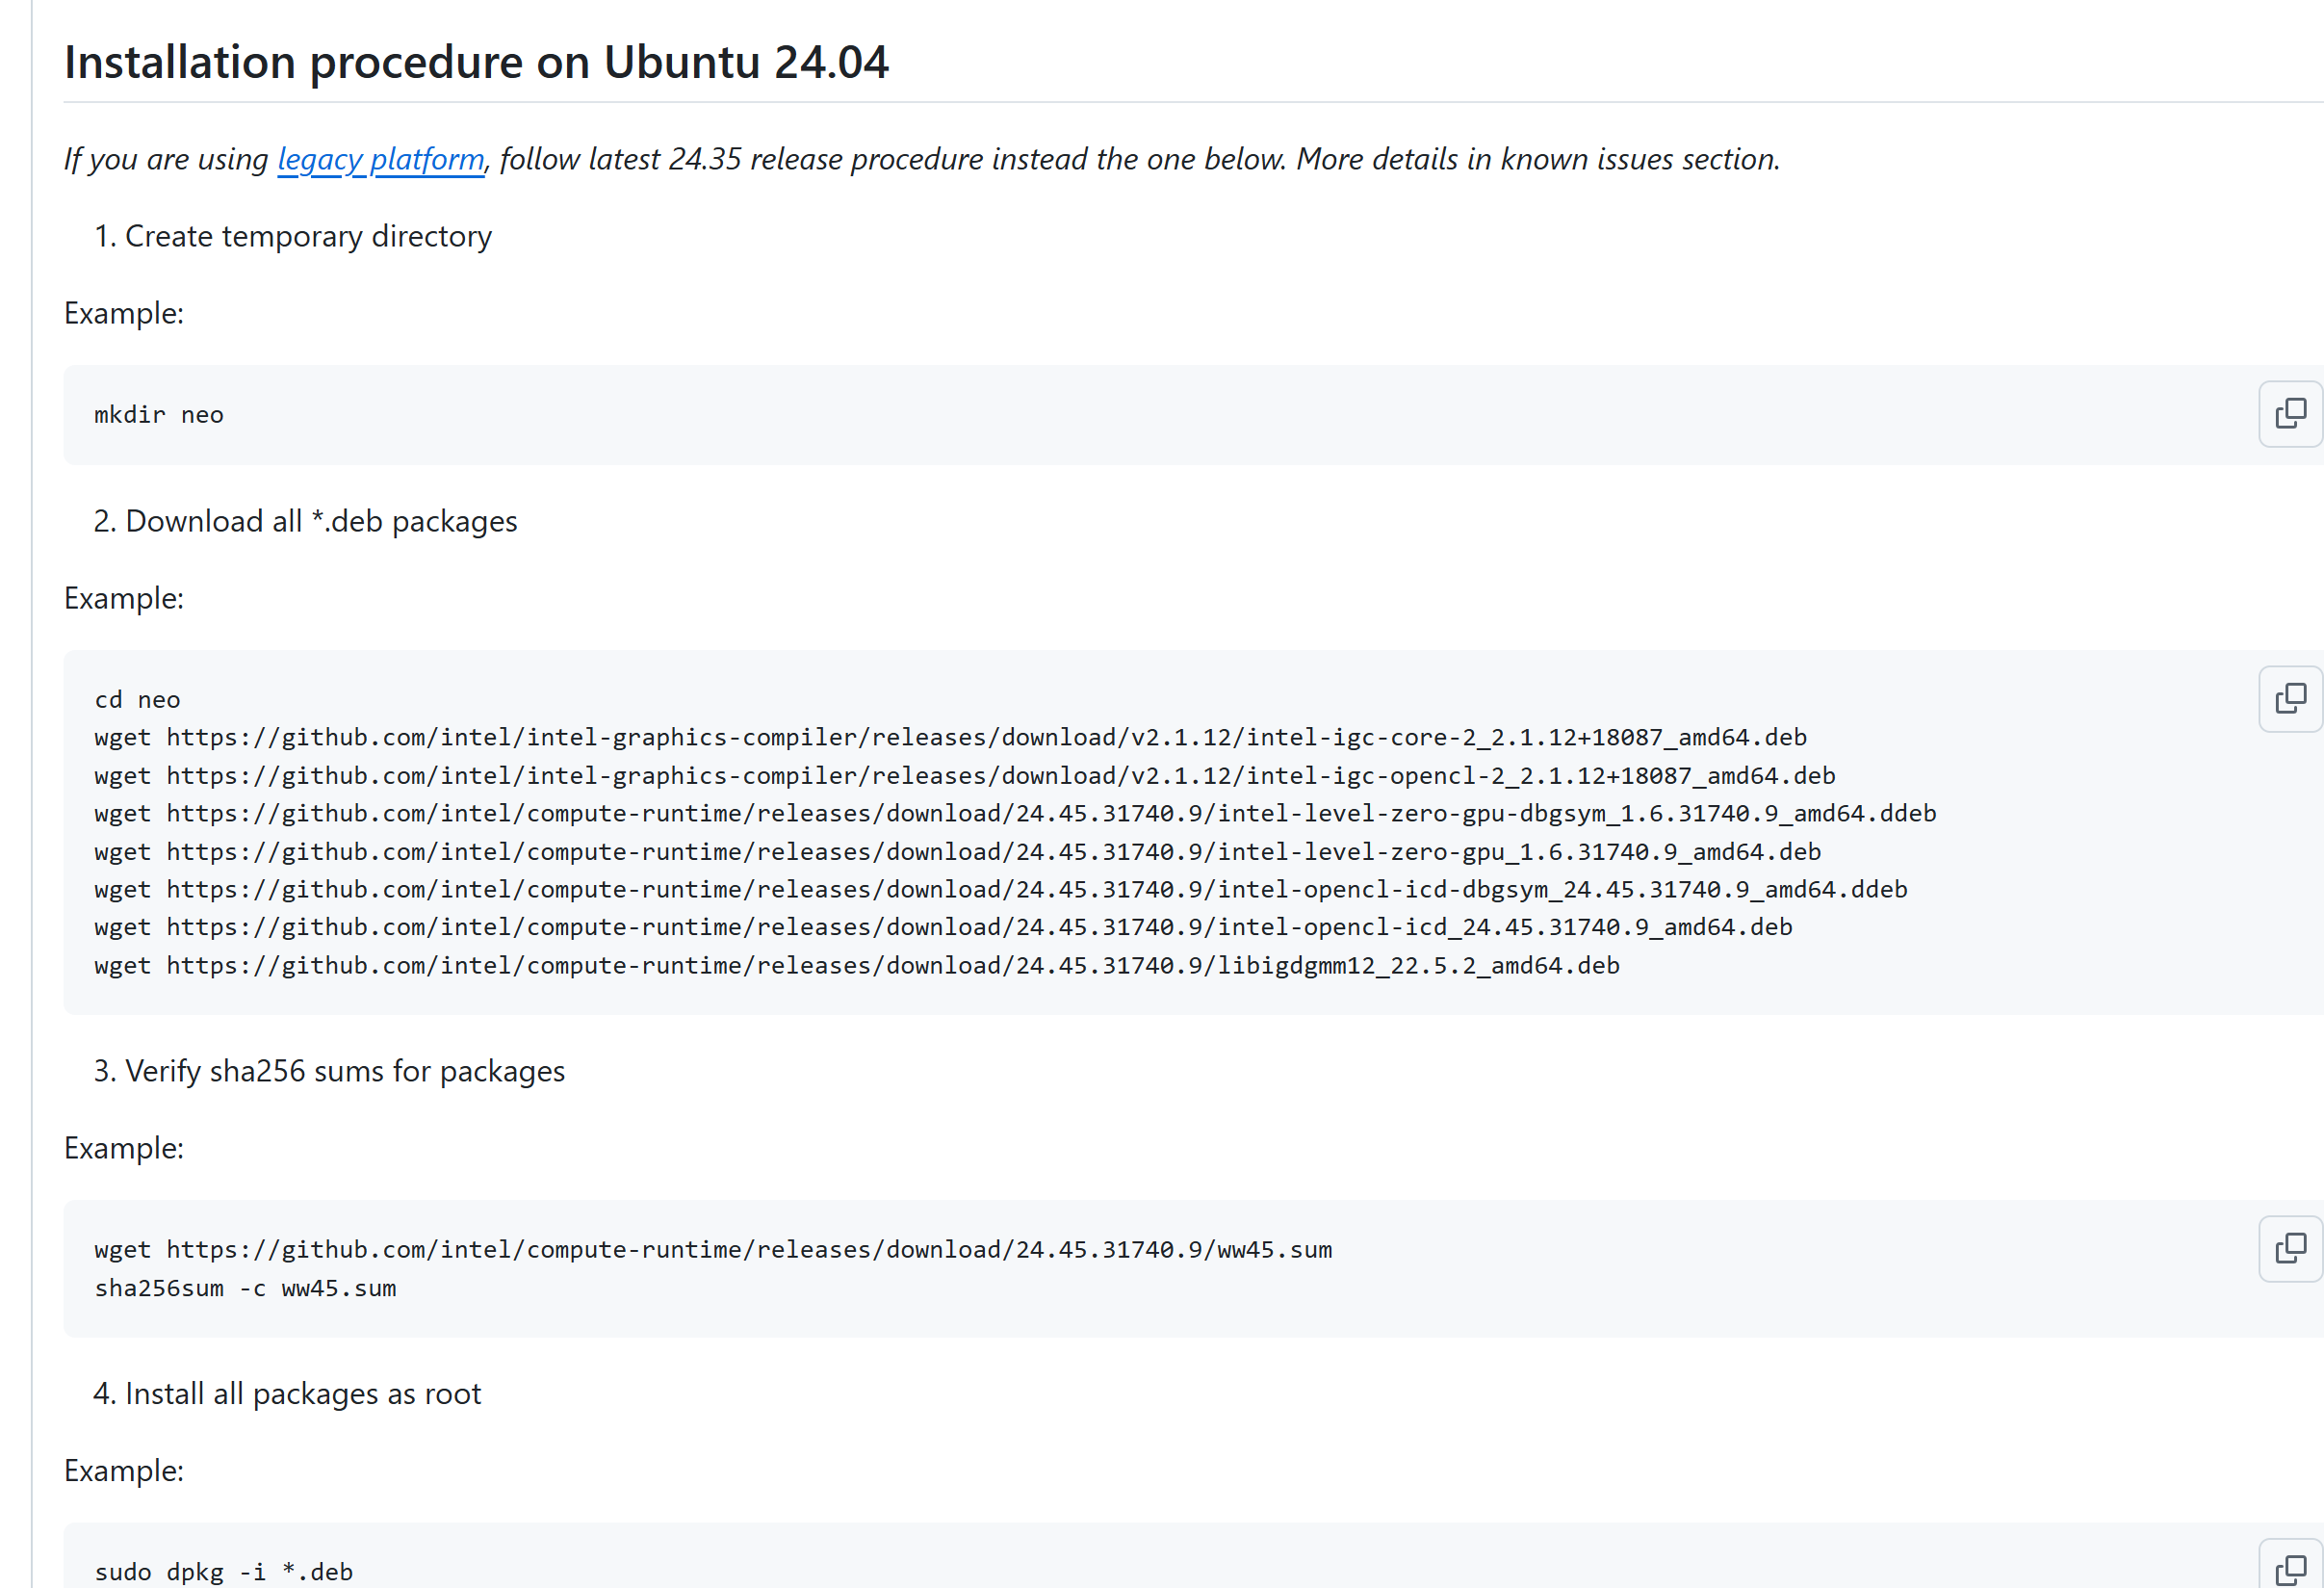 Installation procedure on Ubuntu 24.04
If you are using legacy platform, follow latest 24.35 release procedure instead the one below. More details in known issues section.
1. Create temporary directory
Example:
mkdir neo
2. Download all *.deb packages
Example:
cd neo
wget https://github.com/intel/intel-graphics-compiler/releases/download/v2.1.12/intel-igc-core-2_2.1.12+18087_amd64.deb
wget https://github.com/intel/intel-graphics-compiler/releases/download/v2.1.12/intel-igc-opencl-2_2.1.12+18087_amd64.deb
wget https://github.com/intel/compute-runtime/releases/download/24.45.31740.9/intel-level-zero-gpu-dbgsym_1.6.31740.9_amd64.ddeb
wget https://github.com/intel/compute-runtime/releases/download/24.45.31740.9/intel-level-zero-gpu_1.6.31740.9_amd64.deb
wget https://github.com/intel/compute-runtime/releases/download/24.45.31740.9/intel-opencl-icd-dbgsym_24.45.31740.9_amd64.ddeb
wget https://github.com/intel/compute-runtime/releases/download/24.45.31740.9/intel-opencl-icd_24.45.31740.9_amd64.deb
wget https://github.com/intel/compute-runtime/releases/download/24.45.31740.9/libigdgmm12_22.5.2_amd64.deb
3. Verify sha256 sums for packages
Example:
wget https://github.com/intel/compute-runtime/releases/download/24.45.31740.9/ww45.sum
sha256sum -c ww45.sum
4. Install all packages as root
Example:
sudo dpkg -i *.deb